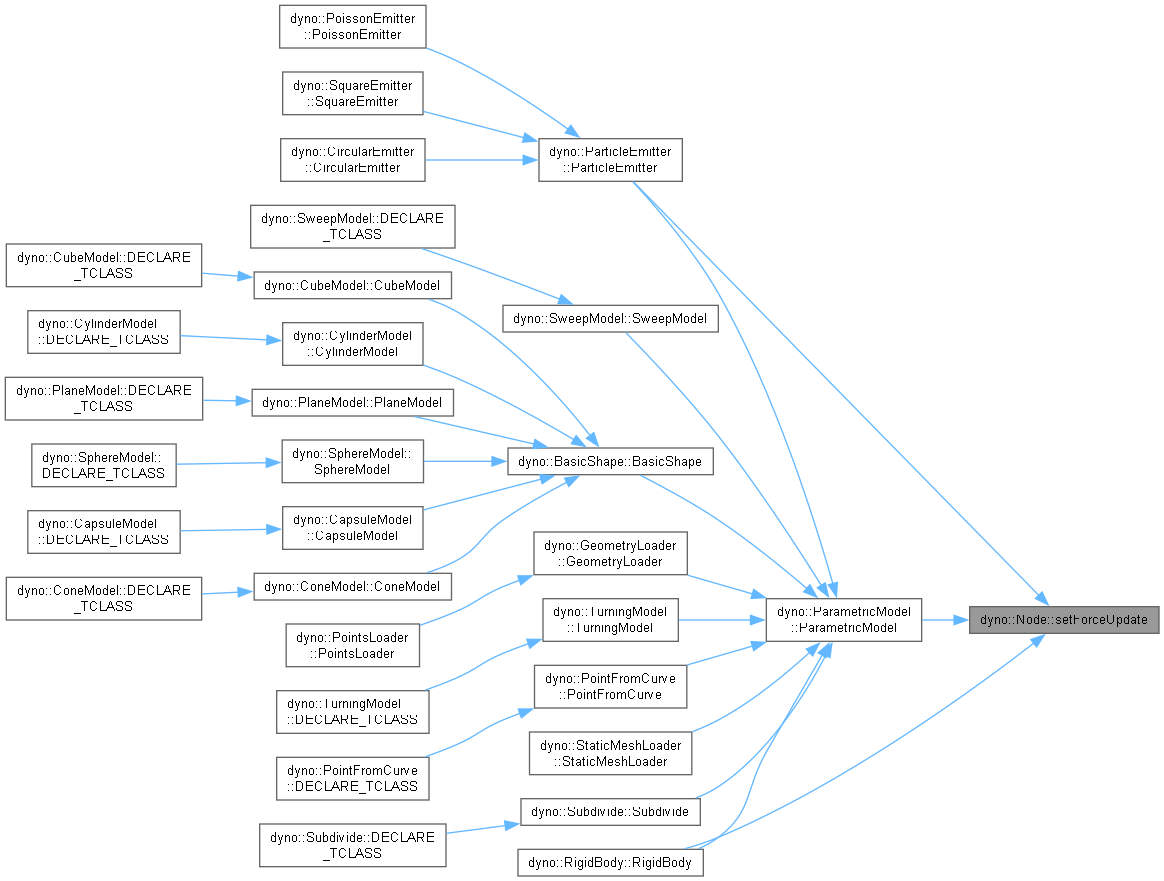 dyno::PoissonEmitter
::PoissonEmitter
dyno::SquareEmitter
::SquareEmitter
dyno::CircularEmitter
::CircularEmitter
dyno::ParticleEmitter
::ParticleEmitter
dyno::SweepModel::DECLARE
_TCLASS
dyno::CubeModel::DECLARE
_TCLASS
dyno::CubeModel::CubeModel
dyno::SweepModel::SweepModel
dyno::CylinderModel
::DECLARE_TCLASS
dyno::CylinderModel
::CylinderModel
dyno::PlaneModel::DECLARE
_TCLASS
dyno::PlaneModel::PlaneModel
dyno::SphereModel::
DECLARE_TCLASS
dyno::SphereModel::
SphereModel
dyno::BasicShape::BasicShape
dyno::CapsuleModel
::DECLARE_TCLASS
dyno::CapsuleModel
::CapsuleModel
dyno::GeometryLoader
::GeometryLoader
dyno::ConeModel::DECLARE
_TCLASS
dyno::ConeModel::ConeModel
dyno::TurningModel
::TurningModel
dyno::ParametricModel
::ParametricModel
dyno::Node::setForceUpdate
dyno::PointsLoader
::PointsLoader
dyno::PointFromCurve
::PointFromCurve
dyno::TurningModel
::DECLARE_TCLASS
dyno::StaticMeshLoader
::StaticMeshLoader
dyno::PointFromCurve
::DECLARE_TCLASS
dyno::Subdivide::Subdivide
dyno::Subdivide::DECLARE
_TCLASS
dyno::RigidBody::RigidBody